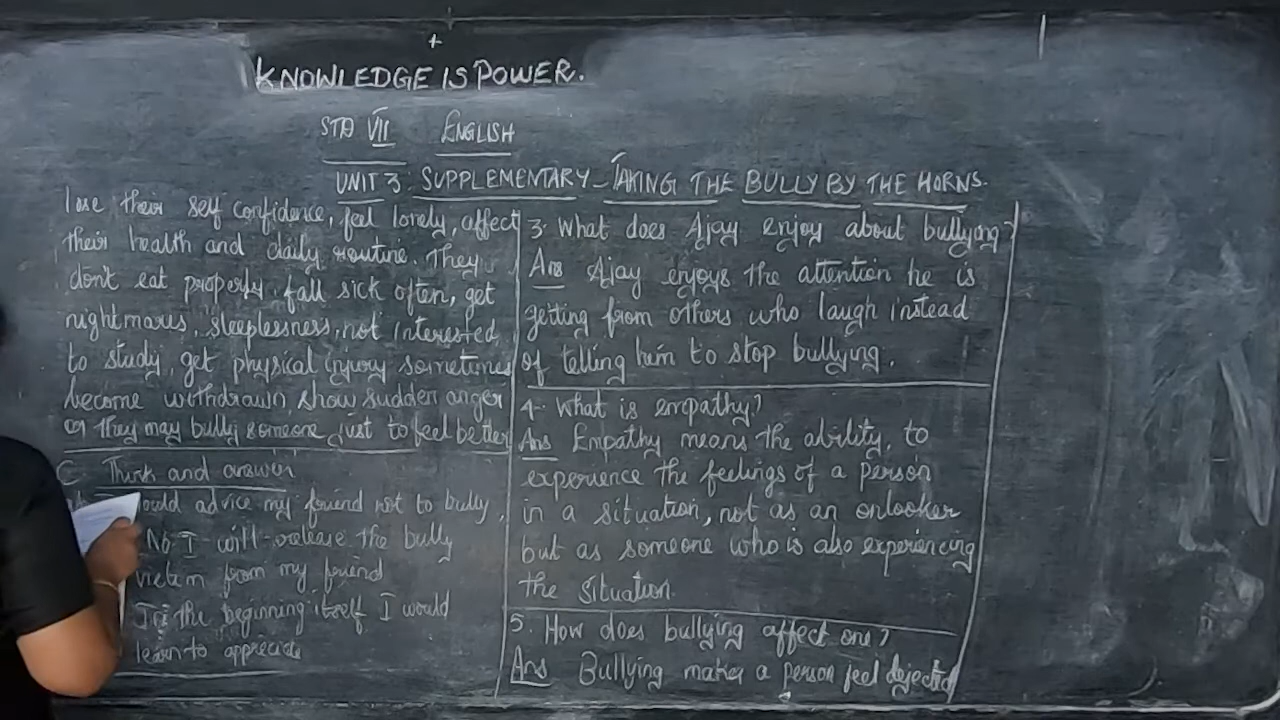 KNOWLEDGE IS POWER.
STD VII ENGLISH
UNIT 3. SUPPLEMENTARY - TAKING THE BULLY BY THE HORNS.
lose their self confidence, feel lonely, affect
their health and daily routine. They
don't eat properly, fall sick often, get
nightmares, sleeplessness, not interested
to study, get physical injury sometimes
become withdrawn, show sudden anger
or they may bully someone just to feel better
C Think and answer
would advice my friend not to bully,
No I will release the bully
victim from my friend
In the beginning itself I would
learn to appreciate
3. What does Ajay enjoy about bullying?
Ans Ajay enjoys the attention he is
getting from others who laugh instead
of telling him to stop bullying.
4. What is empathy?
Ans Empathy means the ability, to
experience the feelings of a person
in a situation, not as an onlooker
but as someone who is also experiencing
the situation.
5. How does bullying affect one?
Ans Bullying makes a person feel dejected